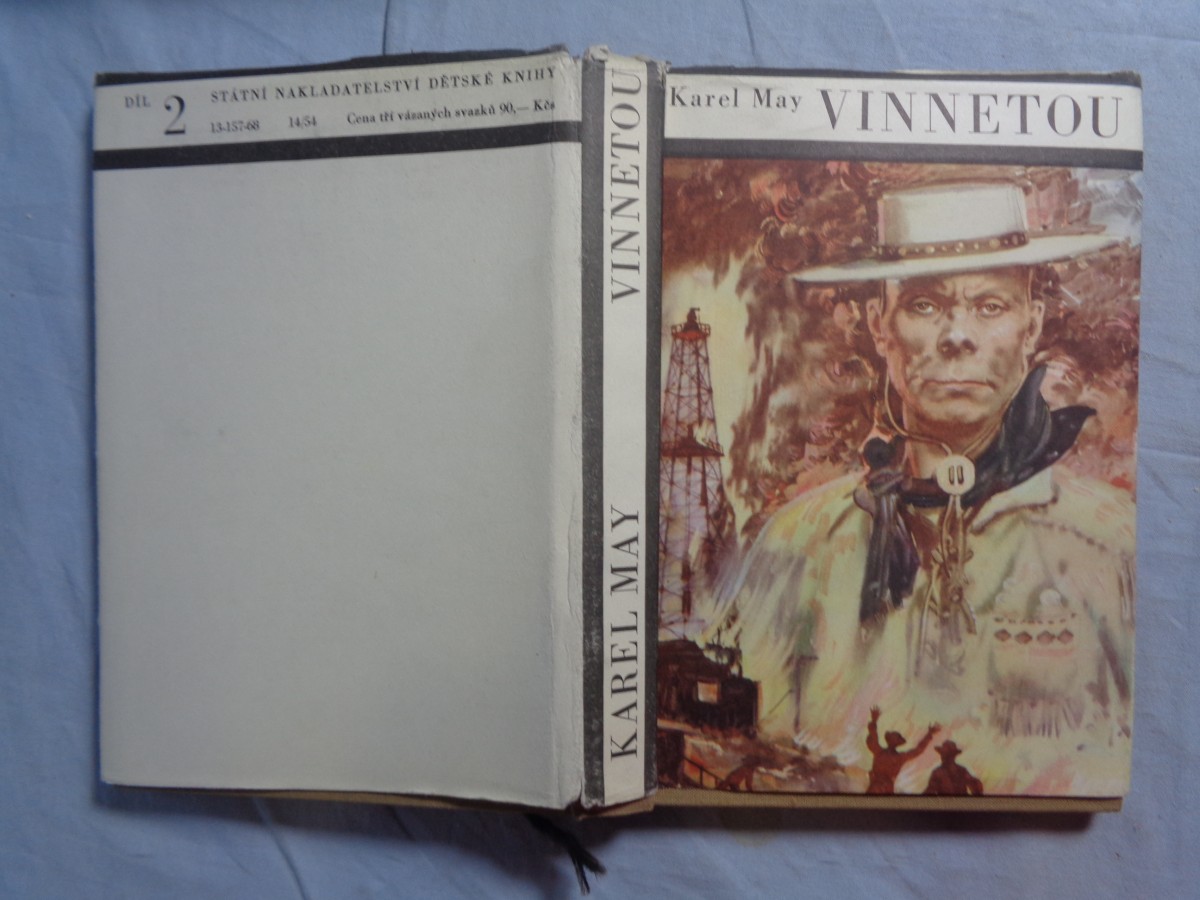 DÍL 2
STÁTNÍ NAKLADATELSTVÍ DĚTSKÉ KNIHY
13-157-68 14/54 Cena tří vázaných svazků 90,— Kčs
KAREL MAY VINNETOU
Karel May VINNETOU